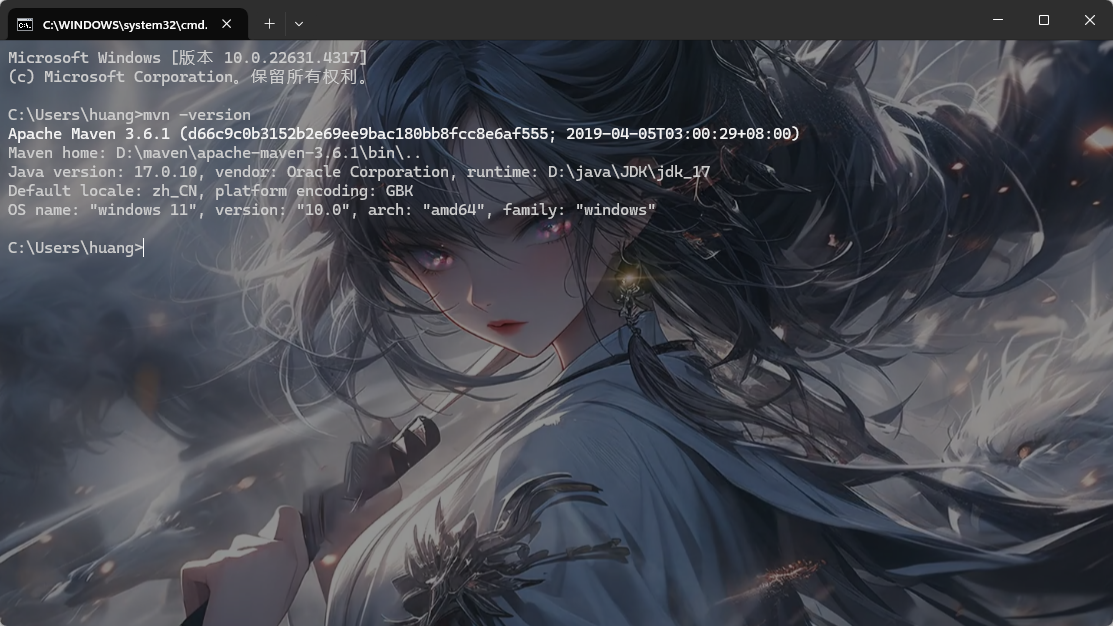 C:\WINDOWS\system32\cmd.
Microsoft Windows [版本 10.0.22631.4317]
(c) Microsoft Corporation。保留所有权利。
C:\Users\huang>mvn -version
Apache Maven 3.6.1 (d66c9c0b3152b2e69ee9bac180bb8fcc8e6af555; 2019-04-05T03:00:29+08:00)
Maven home: D:\maven\apache-maven-3.6.1\bin\..
Java version: 17.0.10, vendor: Oracle Corporation, runtime: D:\java\JDK\jdk_17
Default locale: zh_CN, platform encoding: GBK
OS name: "windows 11", version: "10.0", arch: "amd64", family: "windows"
C:\Users\huang>